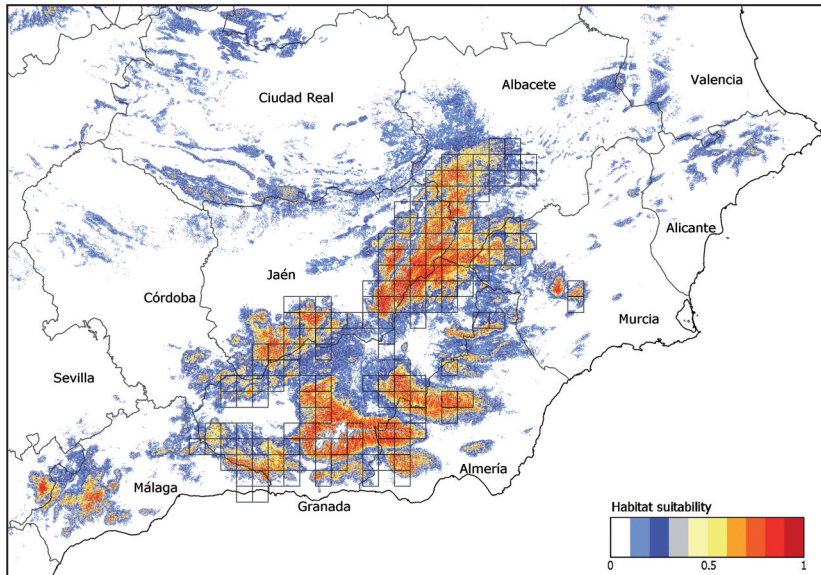 Ciudad Real
Albacete
Valencia
Alicante
Jaén
Córdoba
Murcia
Sevilla
Málaga
Almería
Granada
Habitat suitability
0 0.5 1